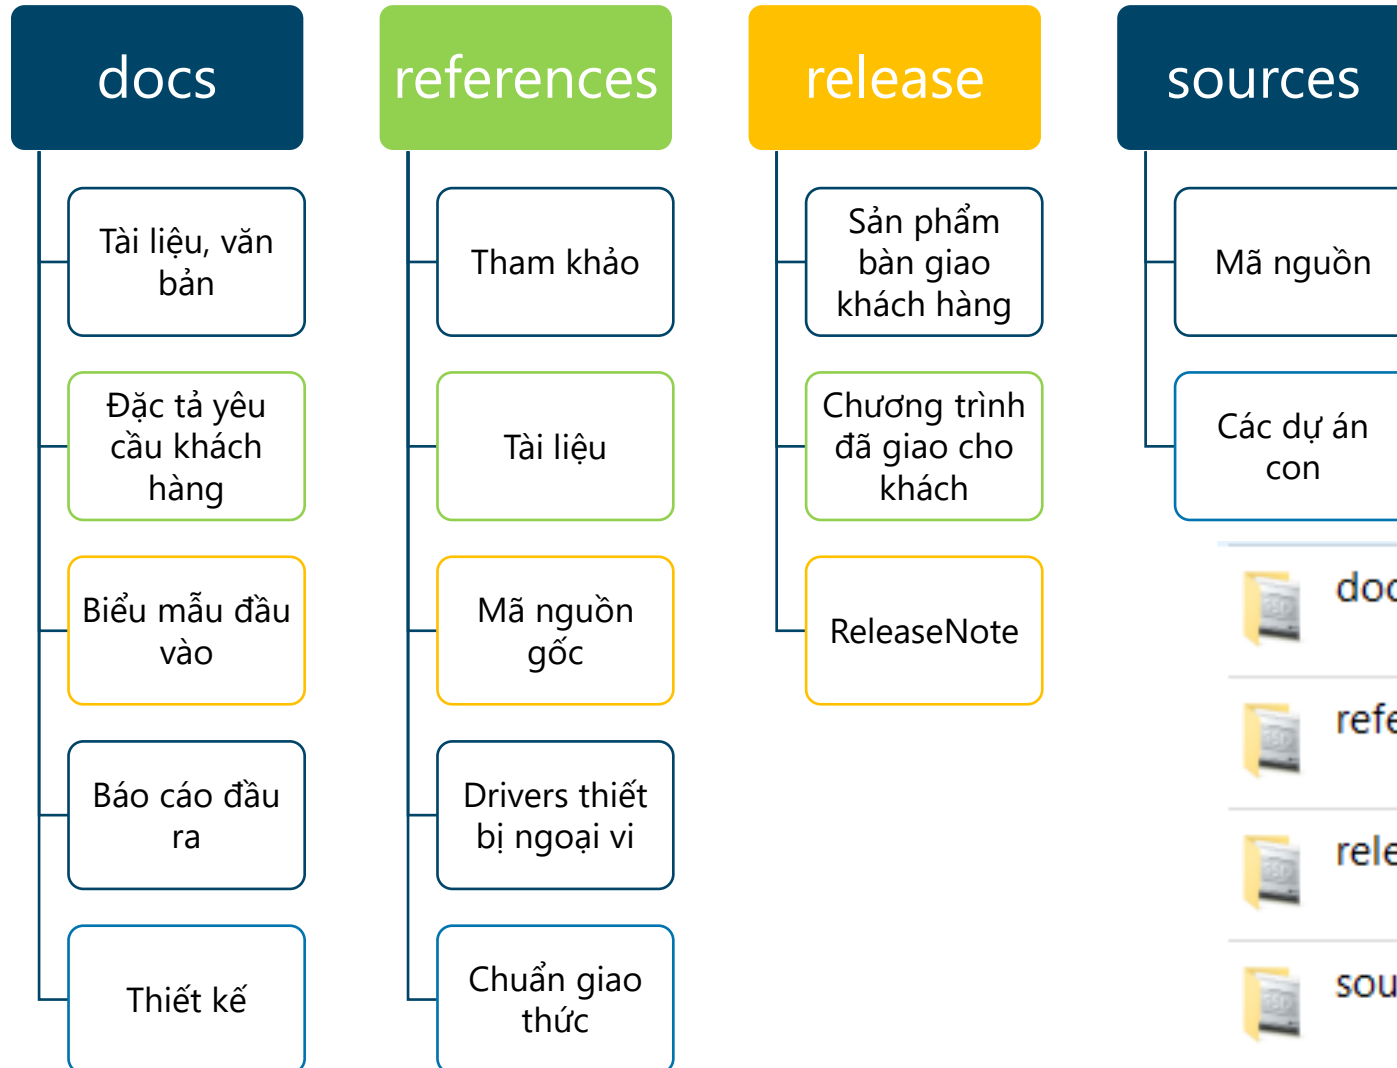 docs
Tài liệu, văn
bản
Đặc tả yêu
cầu khách
hàng
Biểu mẫu đầu
vào
Báo cáo đầu
ra
Thiết kế
references
Tham khảo
Tài liệu
Mã nguồn
gốc
Drivers thiết
bị ngoại vi
Chuẩn giao
thức
release
Sản phẩm
bàn giao
khách hàng
Chương trình
đã giao cho
khách
ReleaseNote
sources
Mã nguồn
Các dự án
con